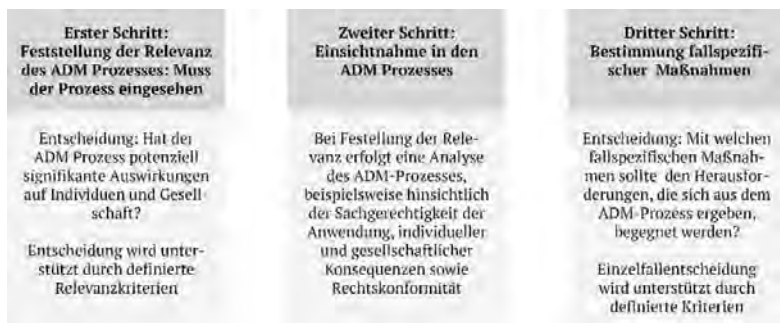 Erster Schritt:
Feststellung der Relevanz
des ADM Prozesses: Muss
der Prozess eingesehen
Entscheidung: Hat der
ADM Prozess potenziell
signifikante Auswirkungen
auf Individuen und Gesell-
schaft?
Entscheidung wird unter-
stützt durch definierte
Relevanzkriterien
Zweiter Schritt:
Einsichtnahme in den
ADM Prozesses
Bei Festellung der Rele-
vanz erfolgt eine Analyse
des ADM-Prozesses,
beispielsweise hinsichtlich
der Sachgerechtigkeit der
Anwendung, individueller
und gesellschaftlicher
Konsequenzen sowie
Rechtskonformität
Dritter Schritt:
Bestimmung fallspezifi-
scher Maßnahmen
Entscheidung: Mit welchen
fallspezifischen Maßnah-
men sollte den Herausfor-
derungen, die sich aus dem
ADM-Prozess ergeben,
begegnet werden?
Einzelfallentscheidung
wird unterstützt durch
definierte Kriterien